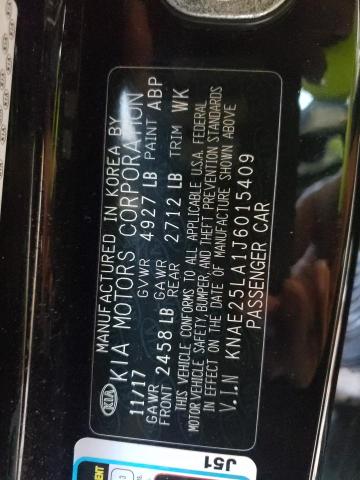 MANUFACTURED IN KOREA BY
KIA KIA MOTORS CORPORATION
11/17 GVWR 4927 LB PAINT ABP
GAWR FRONT 2458 LB GAWR REAR 2712 LB TRIM WK
THIS VEHICLE CONFORMS TO ALL APPLICABLE U.S.A. FEDERAL
MOTOR VEHICLE SAFETY, BUMPER, AND THEFT PREVENTION STANDARDS
IN EFFECT ON THE DATE OF MANUFACTURE SHOWN ABOVE
V.I.N KNAE25LA1J6015409
PASSENGER CAR
J51